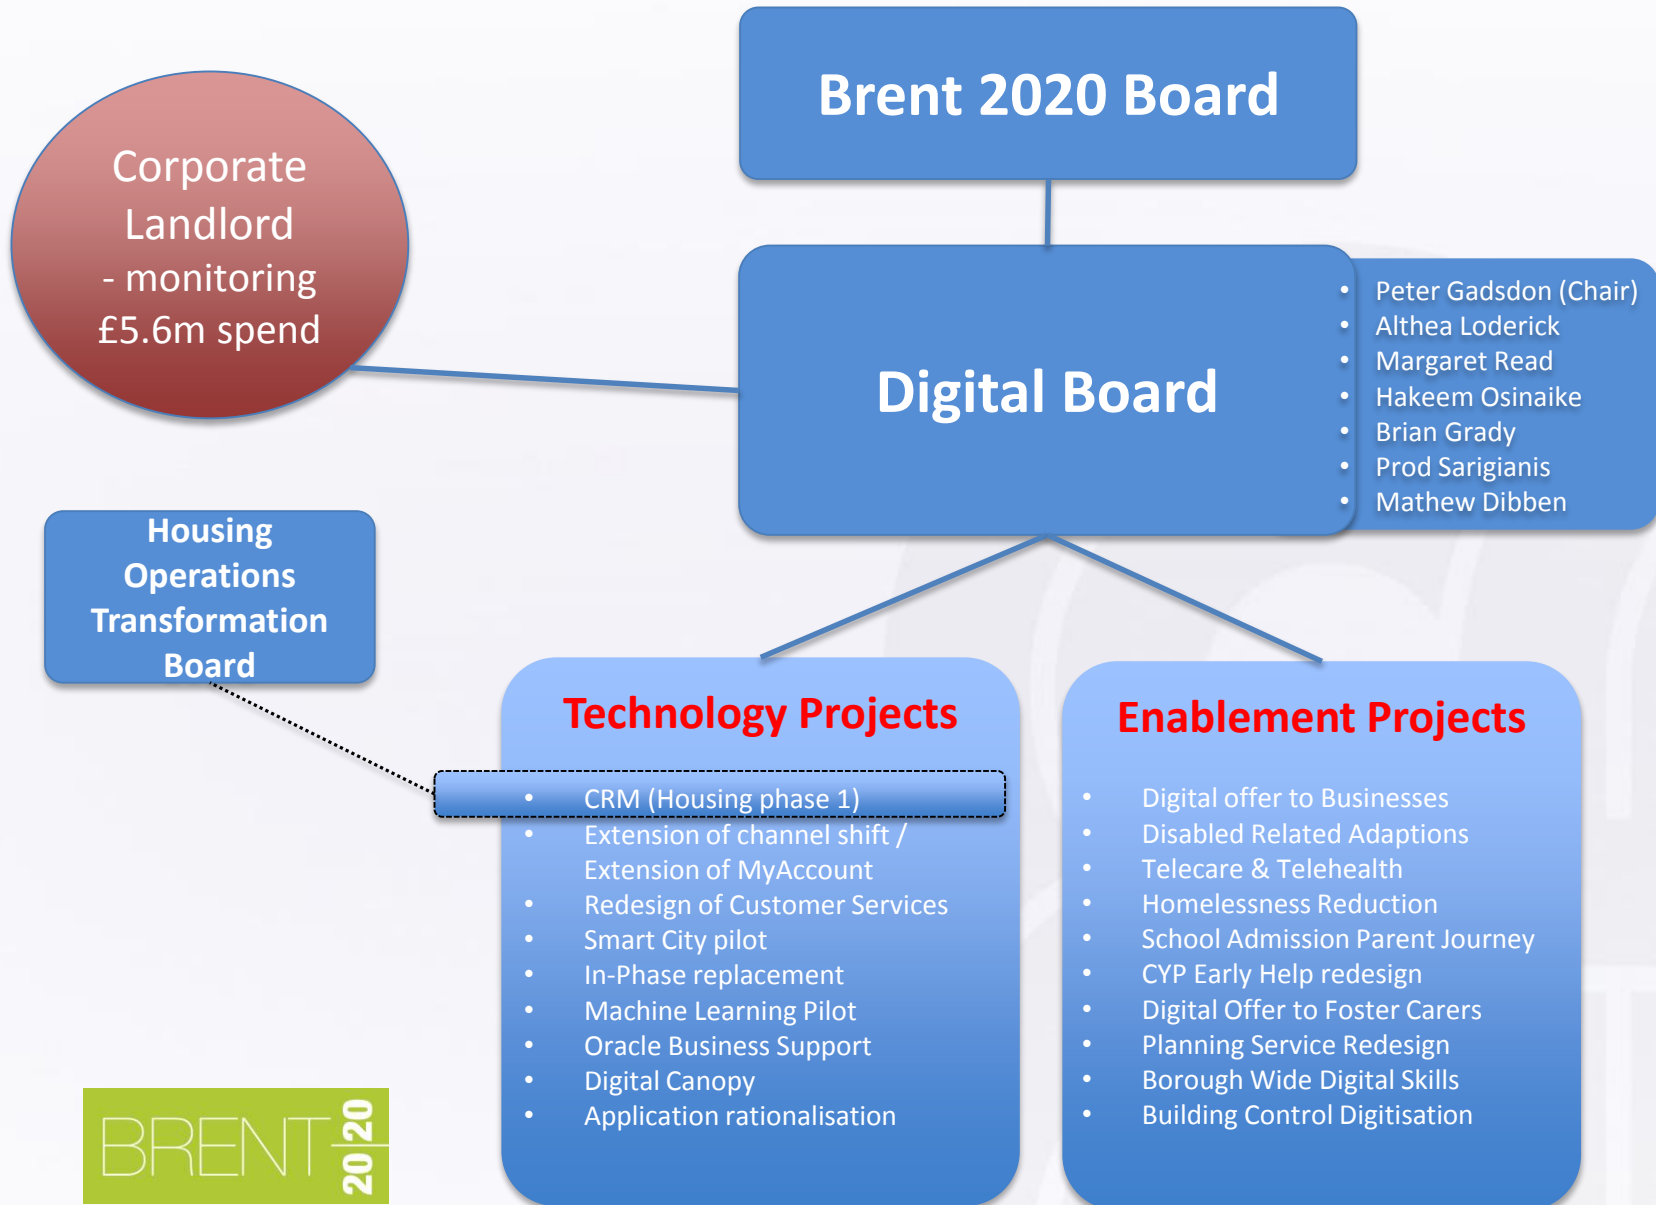 Brent 2020 Board
Corporate
Landlord
- monitoring
£5.6m spend
Digital Board
• Peter Gadsdon (Chair)
• Althea Loderick
• Margaret Read
• Hakeem Osinaike
• Brian Grady
• Prod Sarigianis
• Mathew Dibben
Housing
Operations
Transformation
Board
Technology Projects
• CRM (Housing phase 1)
• Extension of channel shift /
Extension of MyAccount
• Redesign of Customer Services
• Smart City pilot
• In-Phase replacement
• Machine Learning Pilot
• Oracle Business Support
• Digital Canopy
• Application rationalisation
Enablement Projects
• Digital offer to Businesses
• Disabled Related Adaptions
• Telecare & Telehealth
• Homelessness Reduction
• School Admission Parent Journey
• CYP Early Help redesign
• Digital Offer to Foster Carers
• Planning Service Redesign
• Borough Wide Digital Skills
• Building Control Digitisation
BRENT 20 20